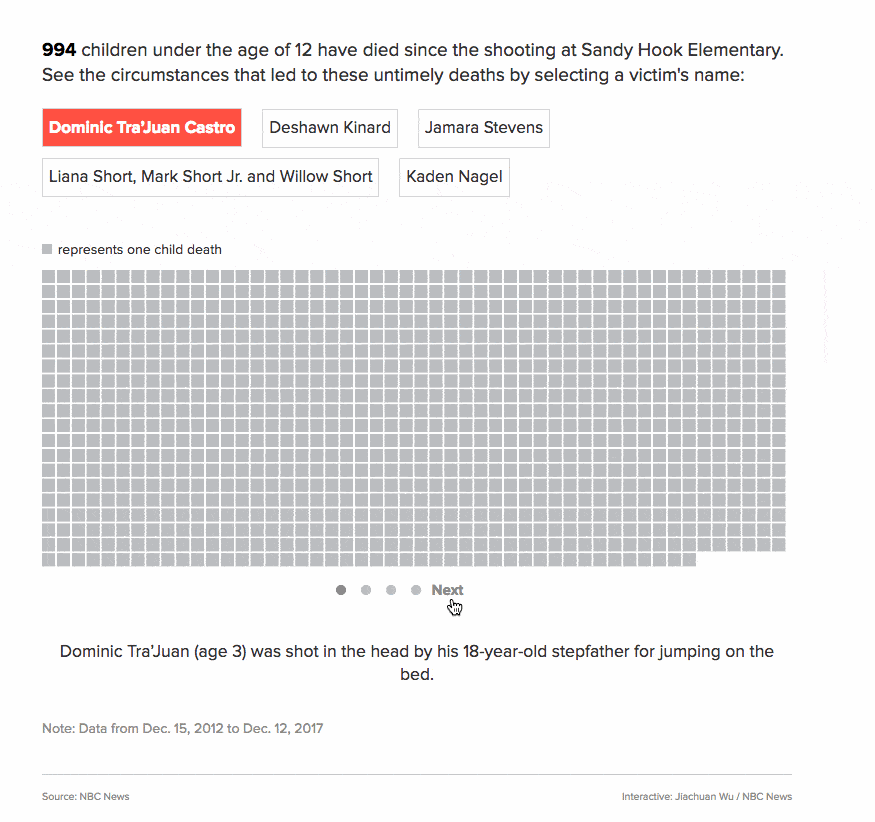 994 children under the age of 12 have died since the shooting at Sandy Hook Elementary.
See the circumstances that led to these untimely deaths by selecting a victim's name:
Dominic Tra'Juan Castro
Deshawn Kinard
Jamara Stevens
Liana Short, Mark Short Jr. and Willow Short
Kaden Nagel
represents one child death
Next
Dominic Tra'Juan (age 3) was shot in the head by his 18-year-old stepfather for jumping on the
bed.
Note: Data from Dec. 15, 2012 to Dec. 12, 2017
Source: NBC News
Interactive: Jiachuan Wu / NBC News